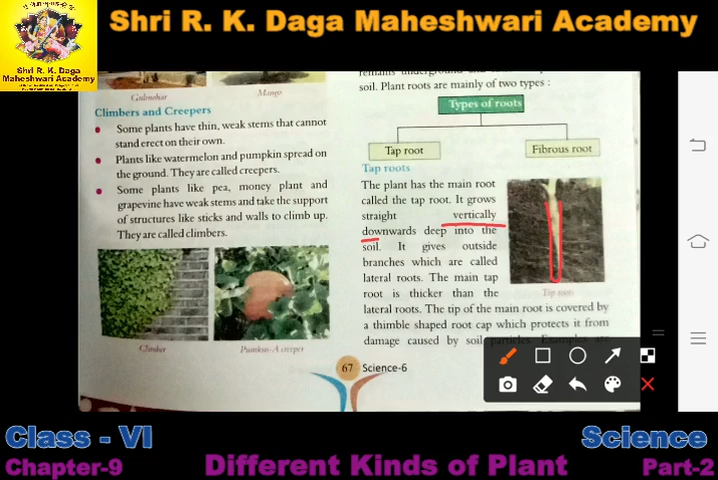 Shri R. K. Daga Maheshwari Academy
Shri R. K. Daga
Maheshwari Academy
Gulmohar
Mango
Climbers and Creepers
Some plants have thin, weak stems that cannot
stand erect on their own.
Plants like watermelon and pumpkin spread on
the ground. They are called creepers.
Some plants like pea, money plant and
grapevine have weak stems and take the support
of structures like sticks and walls to climb up.
They are called climbers.
Climber
Pumkin-A creeper
remains underground
soil. Plant roots are mainly of two types :
Types of roots
Tap root
Fibrous root
Tap roots
The plant has the main root
called the tap root. It grows
straight vertically
downwards deep into the
soil. It gives outside
branches which are called
lateral roots. The main tap
root is thicker than the
lateral roots. The tip of the main root is covered by
a thimble shaped root cap which protects it from
damage caused by soil particles. Examples are
Tap roots
67 Science-6
Class - VI
Science
Chapter-9
Different Kinds of Plant
Part-2